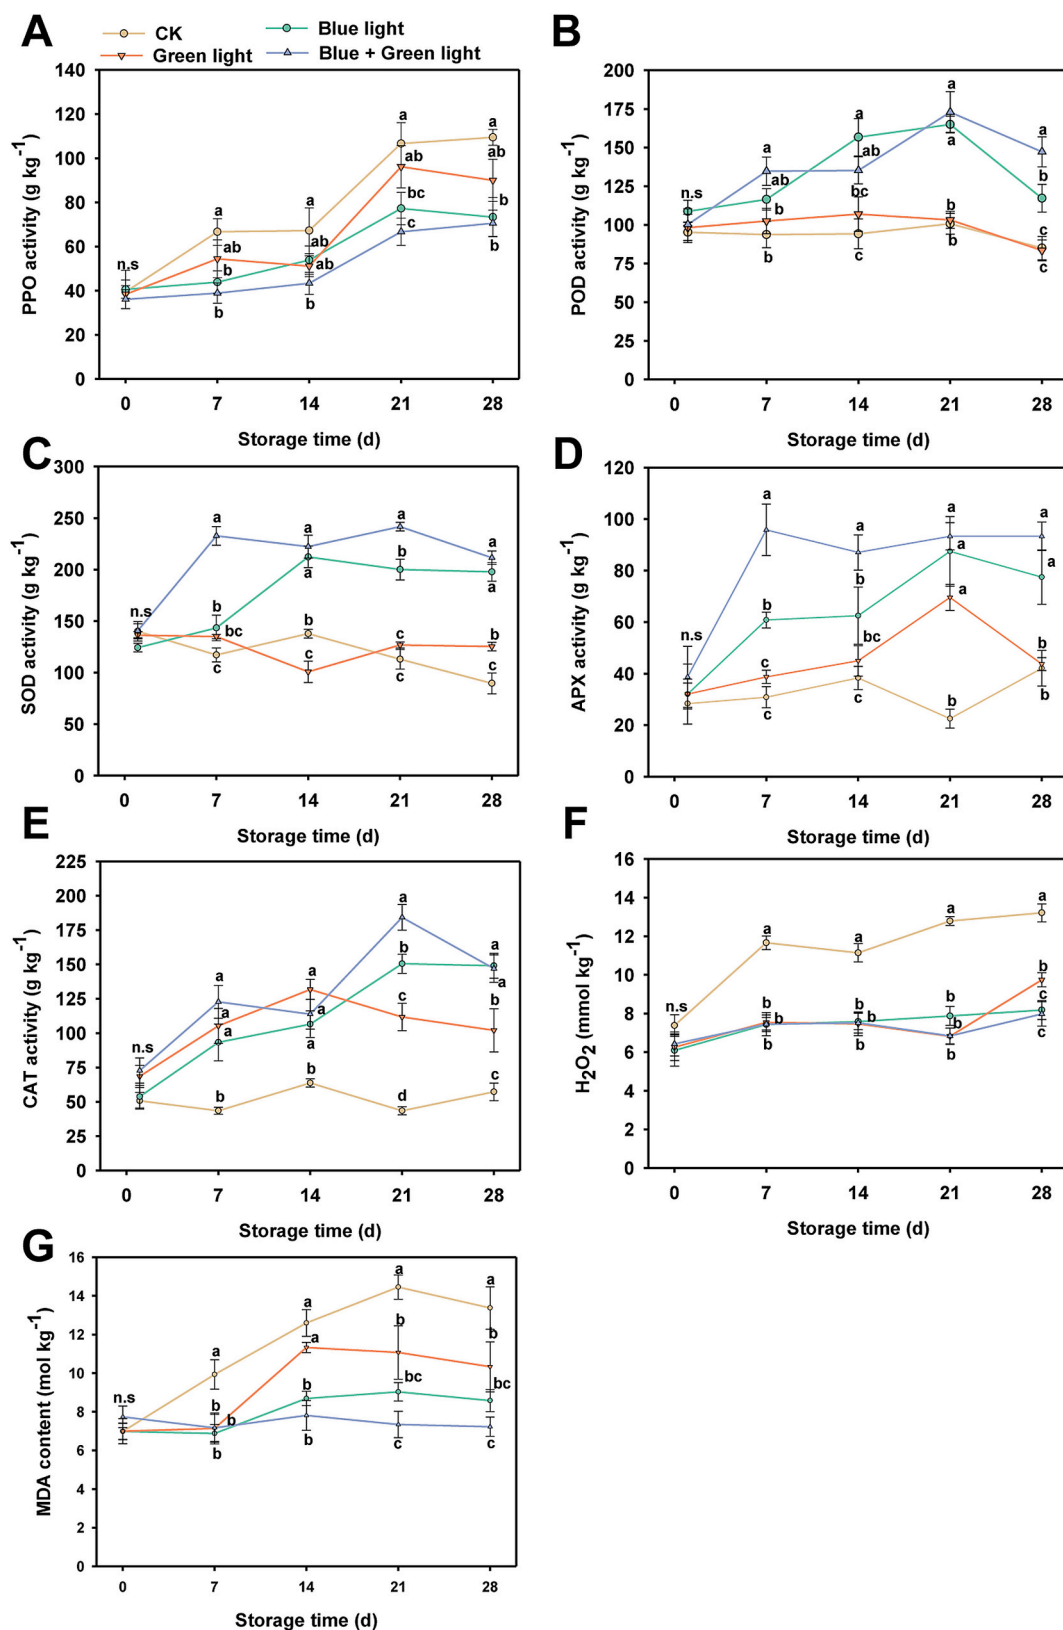 A
CK
Blue light
Green light
Blue + Green light
B
140
120
100
80
60
40
20
0
PPO activity (g kg⁻¹)
n.s
a
ab
b
b
a
ab
ab
b
a
ab
bc
c
a
ab
b
b
0 7 14 21 28
Storage time (d)
200
175
150
125
100
75
50
25
0
POD activity (g kg⁻¹)
n.s
a
ab
b
b
a
ab
bc
c
a
a
b
b
a
b
c
c
0 7 14 21 28
Storage time (d)
C
300
250
200
150
100
50
0
SOD activity (g kg⁻¹)
n.s
a
b
bc
c
a
a
b
c
a
b
c
c
a
a
b
c
0 7 14 21 28
Storage time (d)
D
120
100
80
60
40
20
0
APX activity (g kg⁻¹)
n.s
a
b
c
c
a
b
bc
c
a
a
a
b
a
a
b
b
0 7 14 21 28
Storage time (d)
E
225
200
175
150
125
100
75
50
25
0
CAT activity (g kg⁻¹)
n.s
a
a
a
b
a
a
a
b
a
b
c
d
a
a
b
c
0 7 14 21 28
Storage time (d)
F
16
14
12
10
8
6
4
2
0
H₂O₂ (mmol kg⁻¹)
n.s
a
b
b
b
a
b
b
b
a
b
b
b
a
b
c
c
0 7 14 21 28
Storage time (d)
G
16
14
12
10
8
6
4
2
0
MDA content (mol kg⁻¹)
n.s
a
b
b
b
a
a
b
b
a
b
bc
c
a
b
bc
c
0 7 14 21 28
Storage time (d)